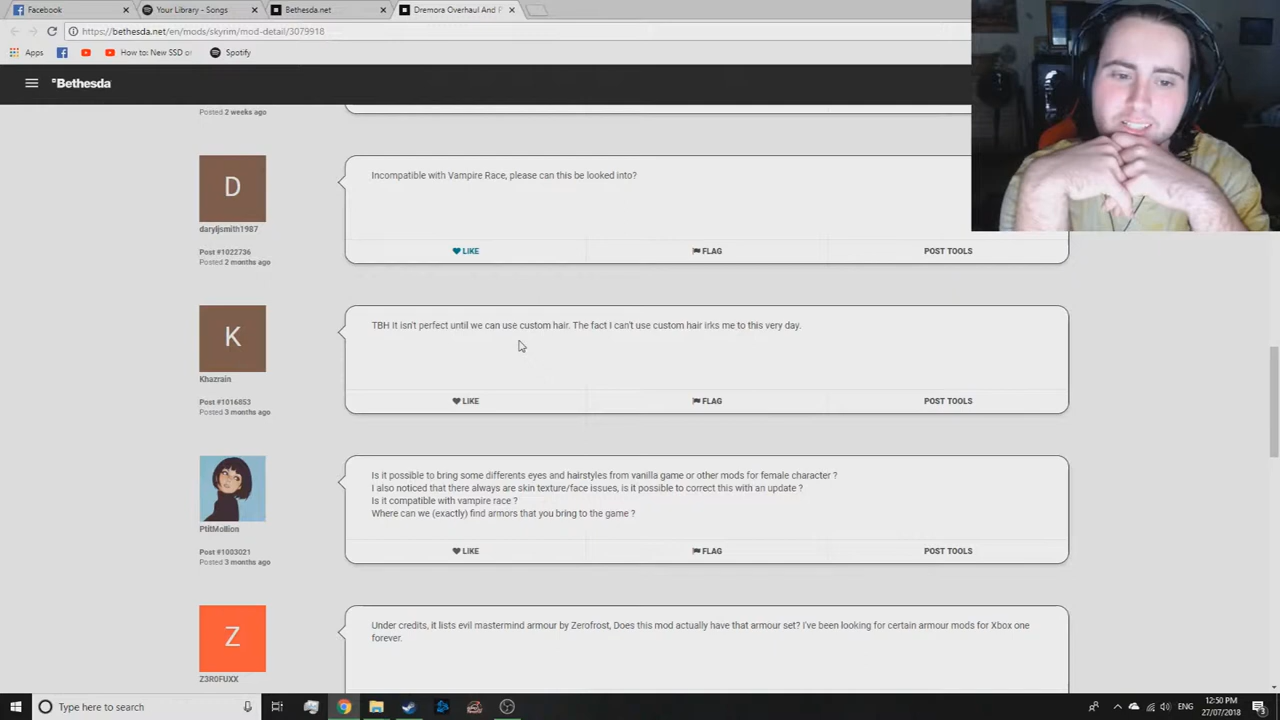 Facebook
Your Library - Songs
Bethesda.net
Dremora Overhaul And P
https://bethesda.net/en/mods/skyrim/mod-detail/3079918
Apps
How to: New SSD or
Spotify
Bethesda
Posted 2 weeks ago
D
Incompatible with Vampire Race, please can this be looked into?
daryljsmith1987
Post #1022736
Posted 2 months ago
LIKE
FLAG
POST TOOLS
K
TBH It isn't perfect until we can use custom hair. The fact I can't use custom hair irks me to this very day.
Khazrain
Post #1016853
Posted 3 months ago
LIKE
FLAG
POST TOOLS
Is it possible to bring some differents eyes and hairstyles from vanilla game or other mods for female character ?
I also noticed that there always are skin texture/face issues, is it possible to correct this with an update ?
Is it compatible with vampire race ?
Where can we (exactly) find armors that you bring to the game ?
Post #1003021
Posted 3 months ago
LIKE
FLAG
POST TOOLS
Z
Under credits, it lists evil mastermind armour by Zerofrost, Does this mod actually have that armour set? I've been looking for certain armour mods for Xbox one
forever.
Z3R0FUXX
Type here to search
12:50 PM
27/07/2018